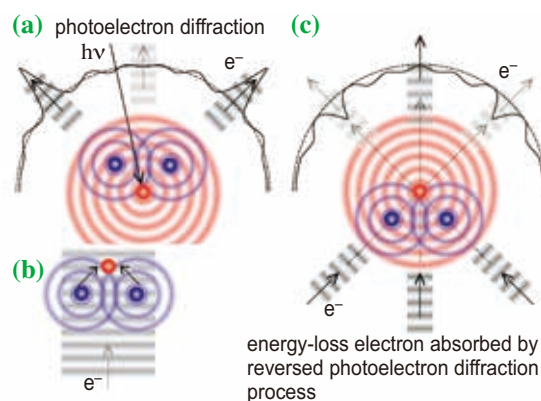 (a) photoelectron diffraction
hν
e⁻
(b)
e⁻
(c)
e⁻
e⁻
energy-loss electron absorbed by
reversed photoelectron diffraction
process